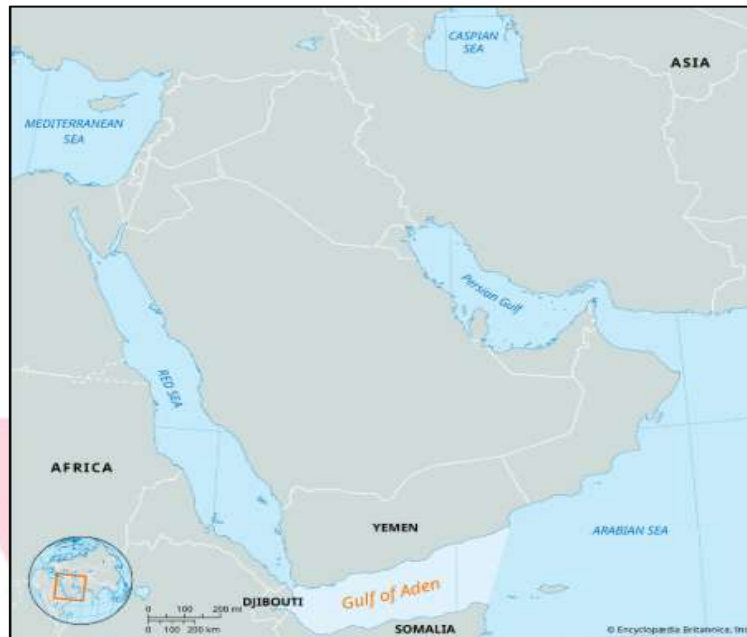 CASPIAN
SEA
ASIA
MEDITERRANEAN
SEA
Persian Gulf
RED SEA
AFRICA
YEMEN
ARABIAN SEA
Gulf of Aden
DJIBOUTI
0 100 200 mi
0 100 200 km
SOMALIA
© Encyclopædia Britannica, Inc.